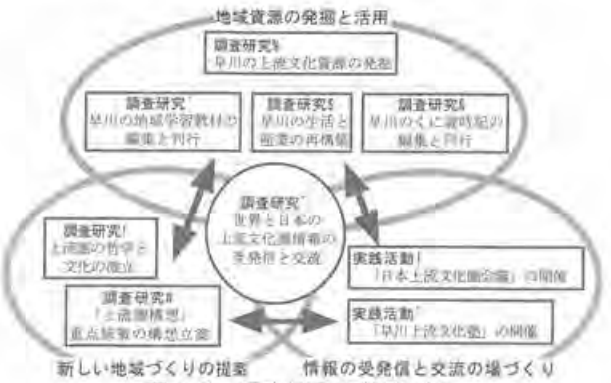 地域資源の発掘と活用
調査研究%
早川の上流文化資源の発掘
調査研究'
早川の地域学習教材の
編集と刊行
調査研究$
早川の生活と
産業の再構築
調査研究&
早川のくに歳時記の
編集と刊行
調査研究"
世界と日本の
上流文化圏情報の
受発信と交流
調査研究!
上流圏の哲学と
文化の確立
調査研究#
「上流圏構想」
重点施策の構想立案
実践活動!
「日本上流文化圏会議」の開催
実践活動"
「早川上流文化塾」の開催
新しい地域づくりの提案
情報の受発信と交流の場づくり